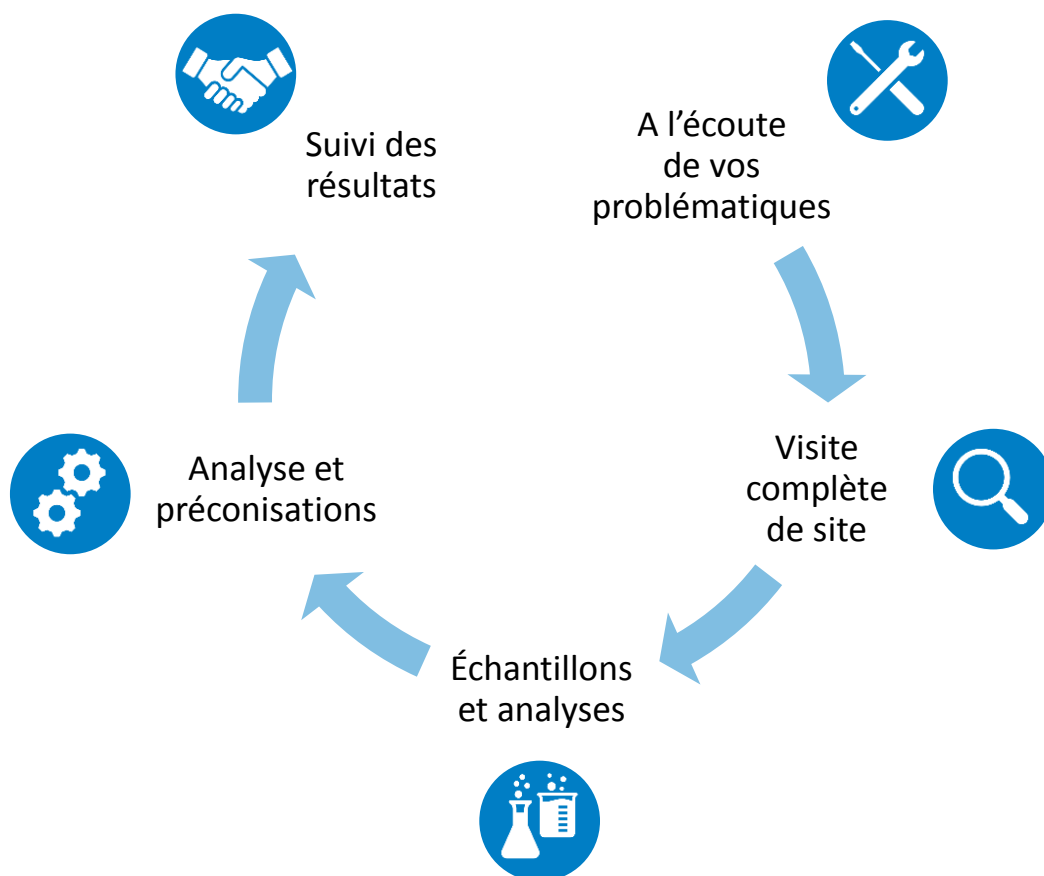 A l’écoute
de vos
problématiques
Visite
complète
de site
Échantillons
et analyses
Analyse et
préconisations
Suivi des
résultats